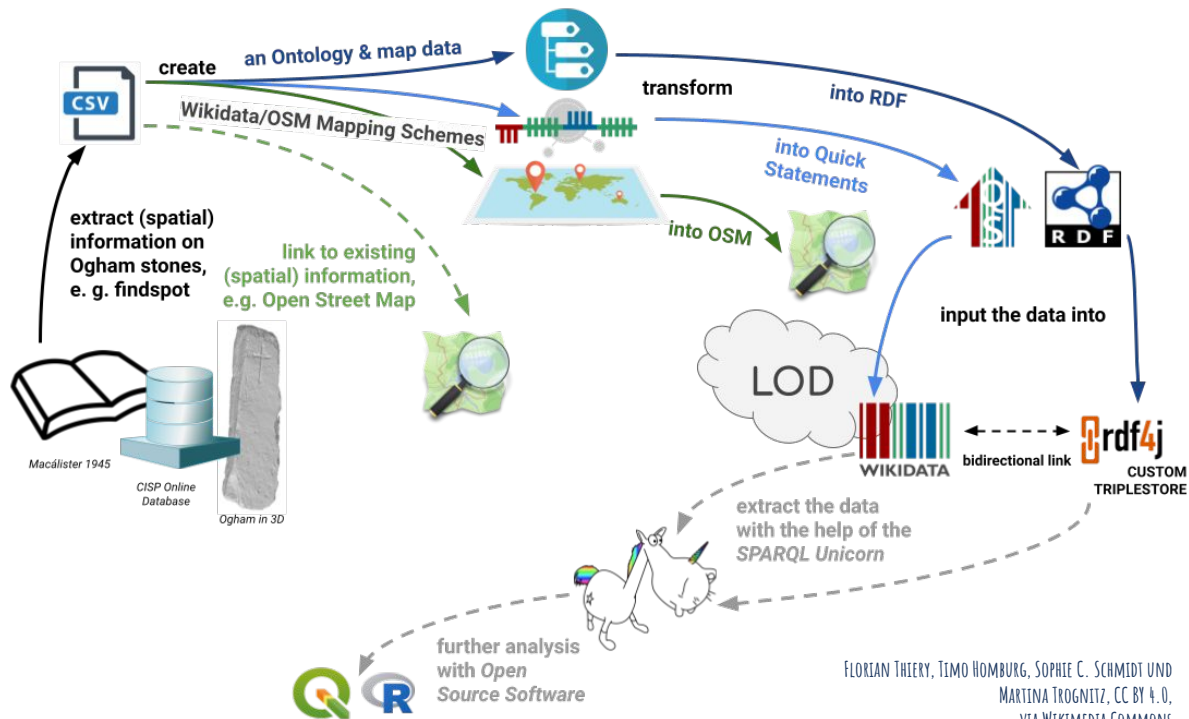 an Ontology & map data
create
CSV
Wikidata/OSM Mapping Schemes
transform
into RDF
into Quick
Statements
into OSM
QS
RDF
extract (spatial)
information on
Ogham stones,
e. g. findspot
link to existing
(spatial) information,
e.g. Open Street Map
input the data into
LOD
WIKIDATA
bidirectional link
rdf4j
CUSTOM
TRIPLESTORE
Macálister 1945
CISP Online
Database
Ogham in 3D
extract the data
with the help of the
SPARQL Unicorn
further analysis
with Open
Source Software
R
FLORIAN THIERY, TIMO HOMBURG, SOPHIE C. SCHMIDT UND
MARTINA TROGNITZ, CC BY 4.0,
VIA WIKIMEDIA COMMONS